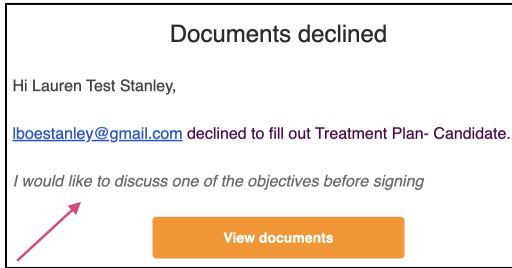 Documents declined
Hi Lauren Test Stanley,
lboestanley@gmail.com declined to fill out Treatment Plan- Candidate.
I would like to discuss one of the objectives before signing
View documents